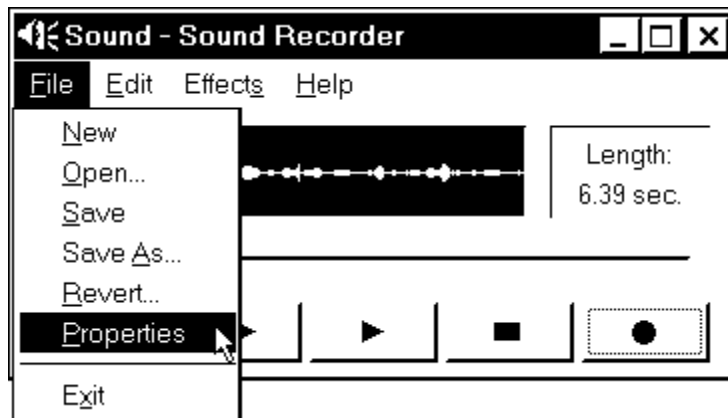 Sound - Sound Recorder
File Edit Effects Help
New
Open...
Save
Save As...
Revert...
Properties
Exit
Length:
6.39 sec.